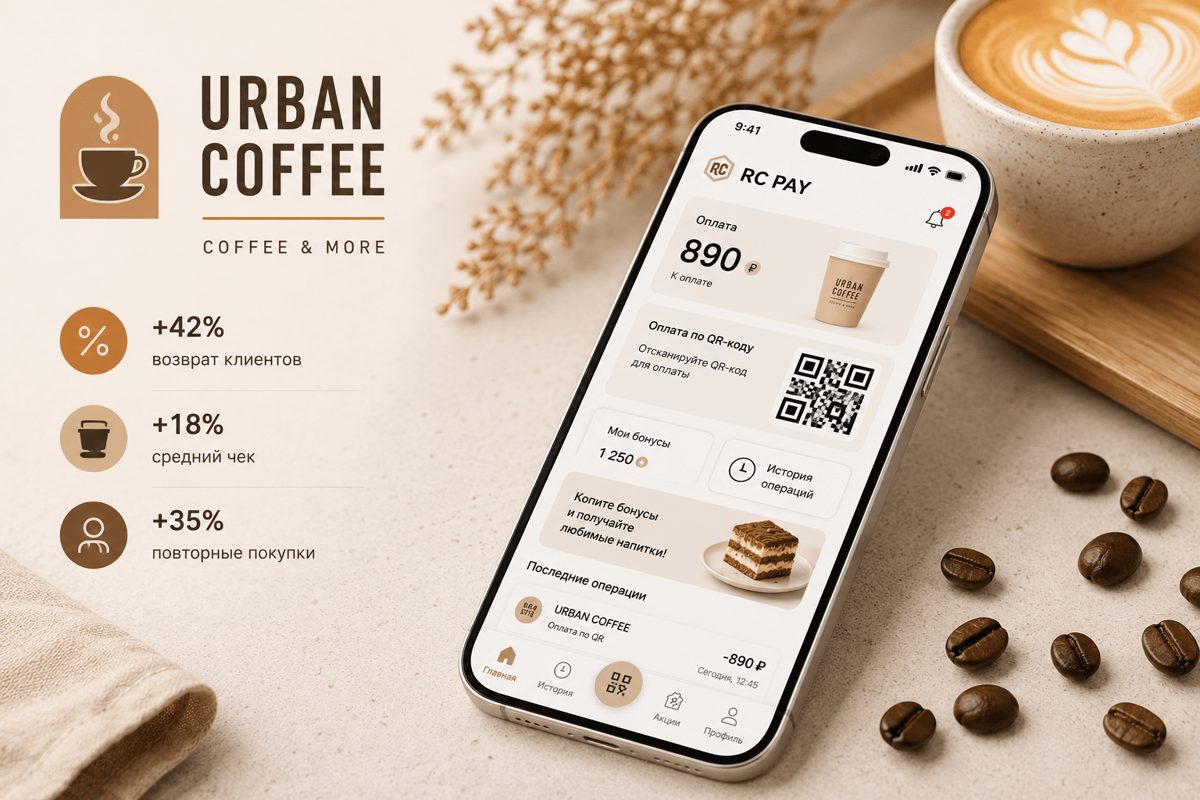 URBAN
COFFEE
COFFEE & MORE
+42%
возврат клиентов
+18%
средний чек
+35%
повторные покупки
9:41
RC
RC PAY
2
Оплата
890 ₽
К оплате
URBAN
COFFEE
COFFEE & MORE
Оплата по QR-коду
Отсканируйте QR-код
для оплаты
Мои бонусы
1 250
История
операций
Копите бонусы
и получайте
любимые напитки!
Последние операции
URBAN COFFEE
Оплата по QR
-890 ₽
Сегодня, 12:45
Главная
История
Акции
Профиль